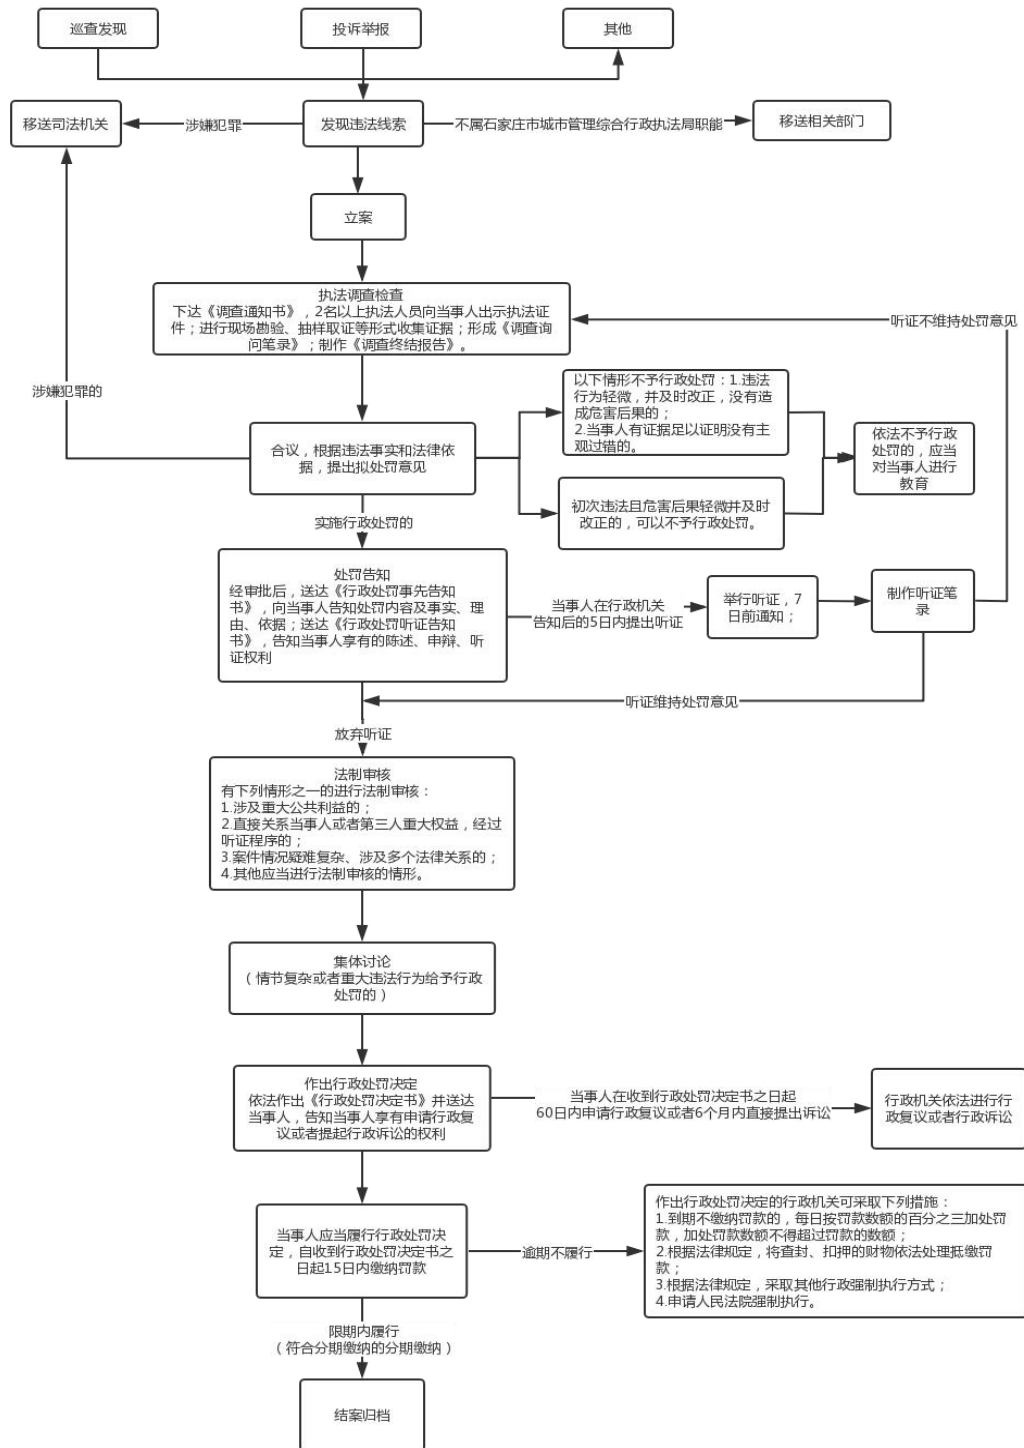 巡查发现
投诉举报
其他
移送司法机关
涉嫌犯罪
发现违法线索
不属石家庄市城市管理综合行政执法局职能
移送相关部门
立案
执法调查检查
下达《调查通知书》，2名以上执法人员向当事人出示执法证
件；进行现场勘验、抽样取证等形式收集证据；形成《调查询
问笔录》；制作《调查终结报告》。
听证不维持处罚意见
涉嫌犯罪的
合议，根据违法事实和法律依
据，提出拟处罚意见
以下情形不予行政处罚：1.违法
行为轻微，并及时改正，没有造
成危害后果的；
2.当事人有证据足以证明没有主
观过错的。
依法不予行政
处罚的，应当
对当事人进行
教育
初次违法且危害后果轻微并及时
改正的，可以不予行政处罚。
实施行政处罚的
处罚告知
经审批后，送达《行政处罚事先告知
书》，向当事人告知处罚内容及事实、理
由、依据；送达《行政处罚听证告知
书》，告知当事人享有的陈述、申辩、听
证权利
当事人在行政机关
告知后的5日内提出听证
举行听证，7
日前通知；
制作听证笔
录
听证维持处罚意见
放弃听证
法制审核
有下列情形之一的进行法制审核：
1.涉及重大公共利益的；
2.直接关系当事人或者第三人重大权益，经过
听证程序的；
3.案件情况疑难复杂、涉及多个法律关系的；
4.其他应当进行法制审核的情形。
集体讨论
（情节复杂或者重大违法行为给予行政
处罚的）
作出行政处罚决定
依法作出《行政处罚决定书》并送达
当事人，告知当事人享有申请行政复
议或者提起行政诉讼的权利
当事人在收到行政处罚决定书之日起
60日内申请行政复议或者6个月内直接提出诉讼
行政机关依法进行行
政复议或者行政诉讼
当事人应当履行行政处罚决
定，自收到行政处罚决定书之
日起15日内缴纳罚款
逾期不履行
作出行政处罚决定的行政机关可采取下列措施：
1.到期不缴纳罚款的，每日按罚款数额的百分之三加处罚
款，加处罚款数额不得超过罚款的数额；
2.根据法律规定，将查封、扣押的财物依法处理抵缴罚
款；
3.根据法律规定，采取其他行政强制执行方式；
4.申请人民法院强制执行。
限期内履行
（符合分期缴纳的分期缴纳）
结案归档